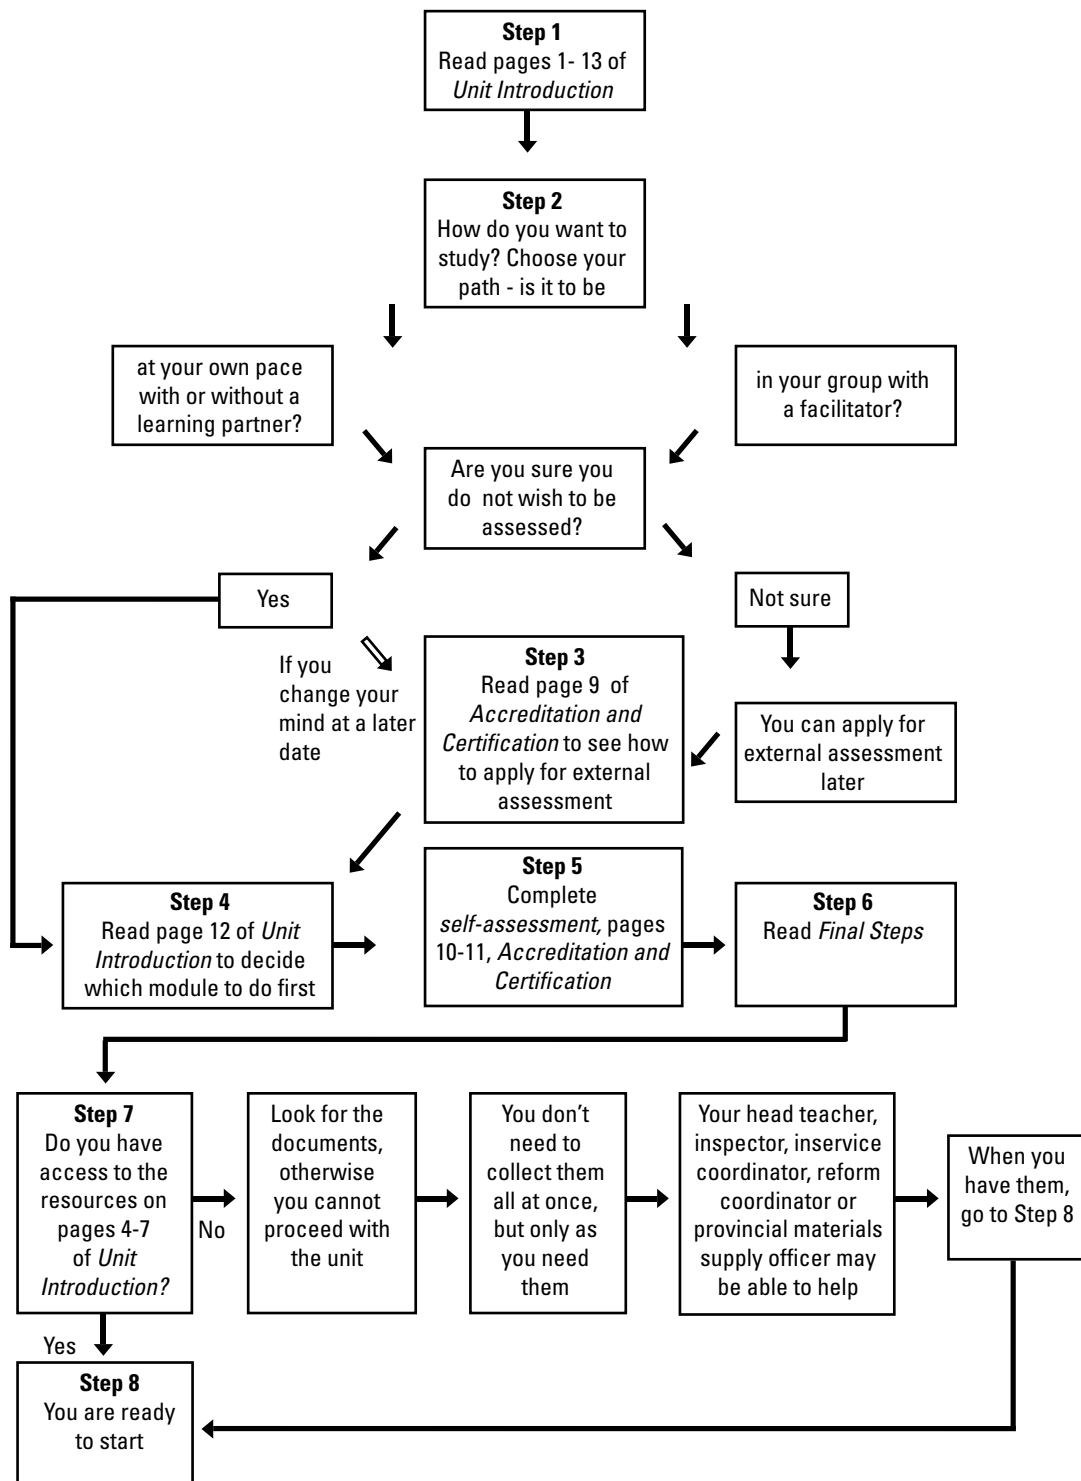 Step 1
Read pages 1- 13 of
Unit Introduction
Step 2
How do you want to
study? Choose your
path - is it to be
at your own pace
with or without a
learning partner?
in your group with
a facilitator?
Are you sure you
do  not wish to be
assessed?
Yes
Not sure
If you
change your
mind at a later
date
Step 3
Read page 9  of
Accreditation and
Certification to see how
to apply for external
assessment
You can apply for
external assessment
later
Step 4
Read page 12 of Unit
Introduction to decide
which module to do first
Step 5
Complete
self-assessment, pages
10-11, Accreditation and
Certification
Step 6
Read Final Steps
Step 7
Do you have
access to the
resources on
pages 4-7
of Unit
Introduction?
No
Look for the
documents,
otherwise
you cannot
proceed with
the unit
You don’t
need to
collect them
all at once,
but only as
you need
them
Your head teacher,
inspector, inservice
coordinator, reform
coordinator or
provincial materials
supply officer may
be able to help
When you
have them,
go to Step 8
Yes
Step 8
You are ready
to start